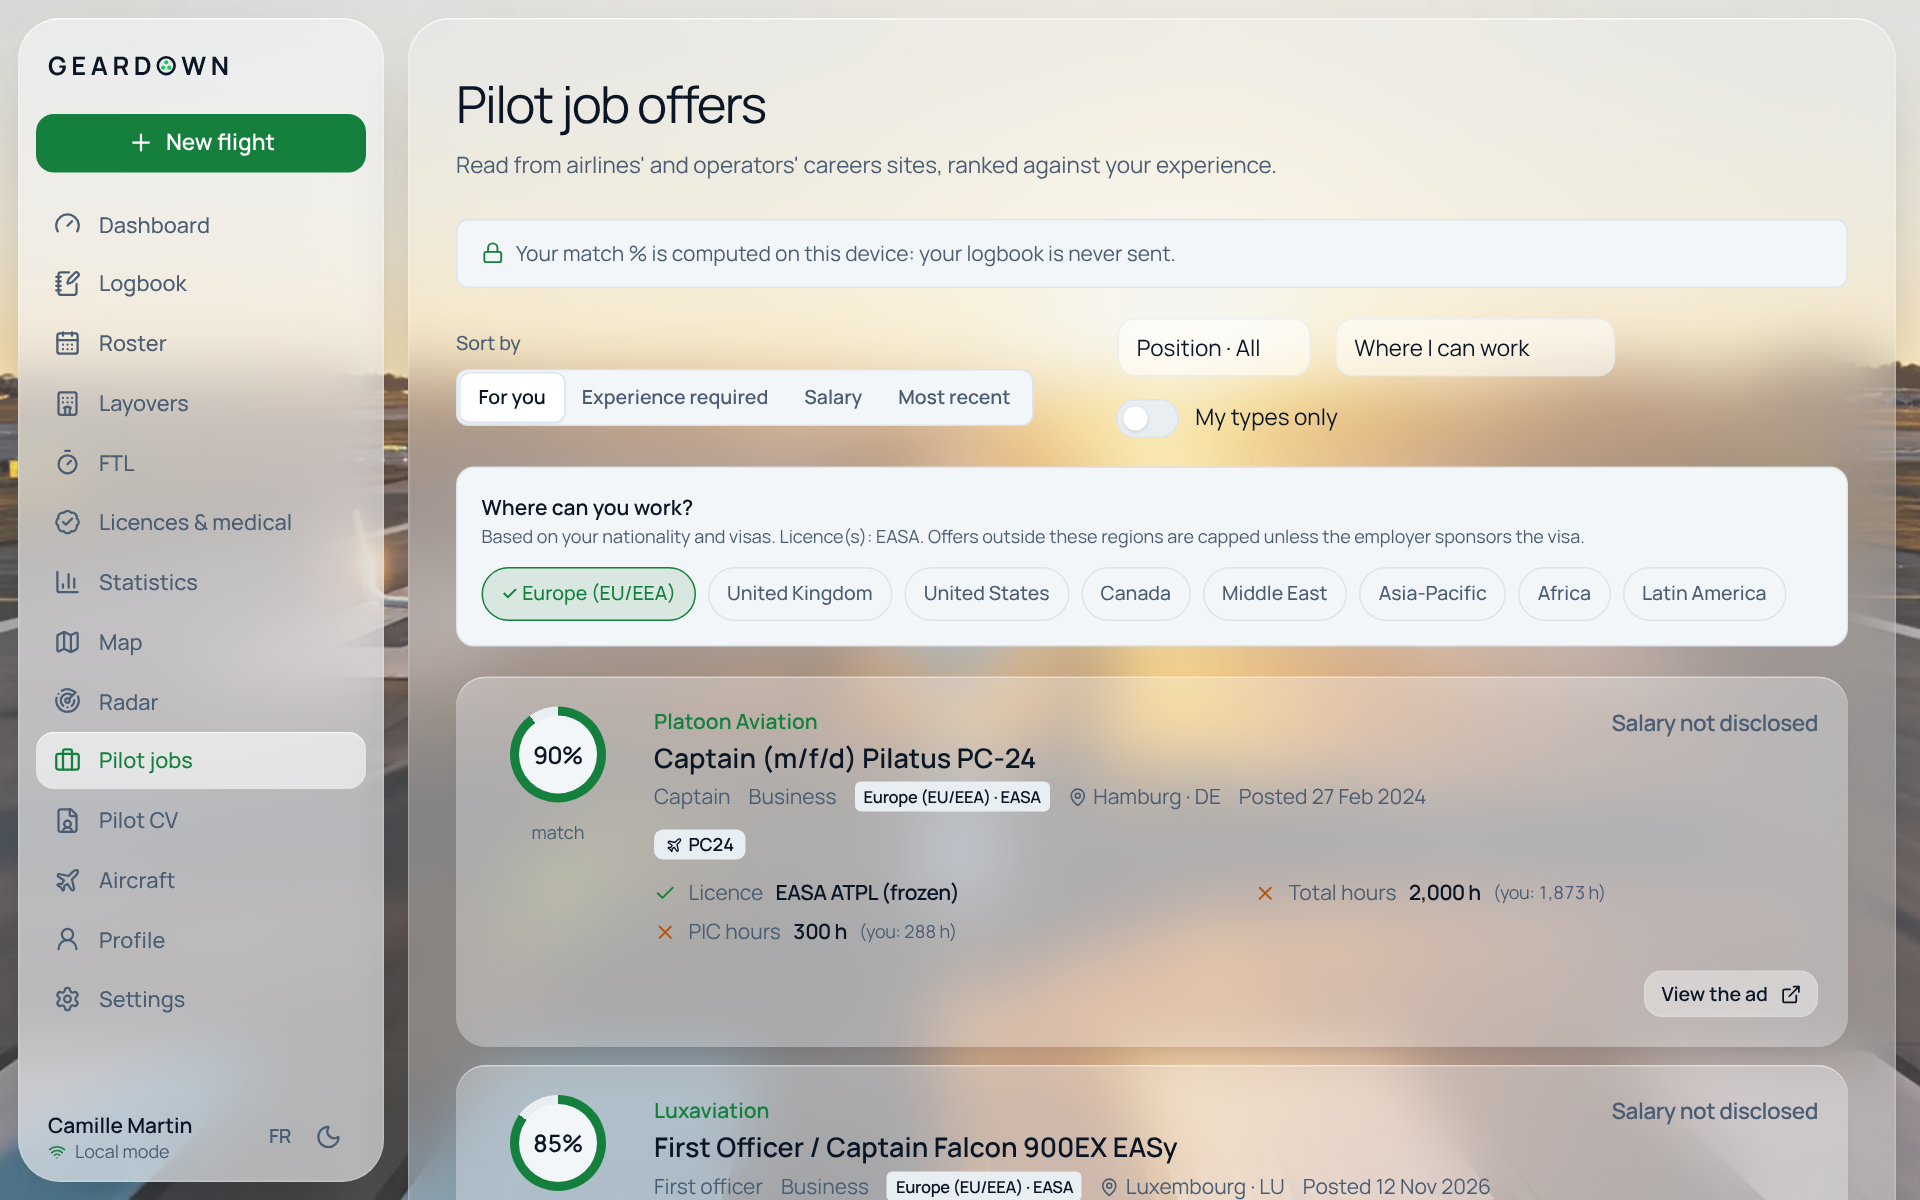 GEARDOWN
New flight
Dashboard
Logbook
Roster
Layovers
FTL
Licences & medical
Statistics
Map
Radar
Pilot jobs
Pilot CV
Aircraft
Profile
Settings
Camille Martin
Local mode
FR
Pilot job offers
Read from airlines' and operators' careers sites, ranked against your experience.
Your match % is computed on this device: your logbook is never sent.
Sort by
For you Experience required Salary Most recent
Position · All
Where I can work
My types only
Where can you work?
Based on your nationality and visas. Licence(s): EASA. Offers outside these regions are capped unless the employer sponsors the visa.
Europe (EU/EEA) United Kingdom United States Canada Middle East Asia-Pacific Africa Latin America
90%
match
Platoon Aviation
Salary not disclosed
Captain (m/f/d) Pilatus PC-24
Captain Business Europe (EU/EEA) · EASA Hamburg · DE Posted 27 Feb 2024
PC24
Licence EASA ATPL (frozen)
Total hours 2,000 h (you: 1,873 h)
PIC hours 300 h (you: 288 h)
View the ad
85%
Luxaviation
Salary not disclosed
First Officer / Captain Falcon 900EX EASy
First officer Business Europe (EU/EEA) · EASA Luxembourg · LU Posted 12 Nov 2026